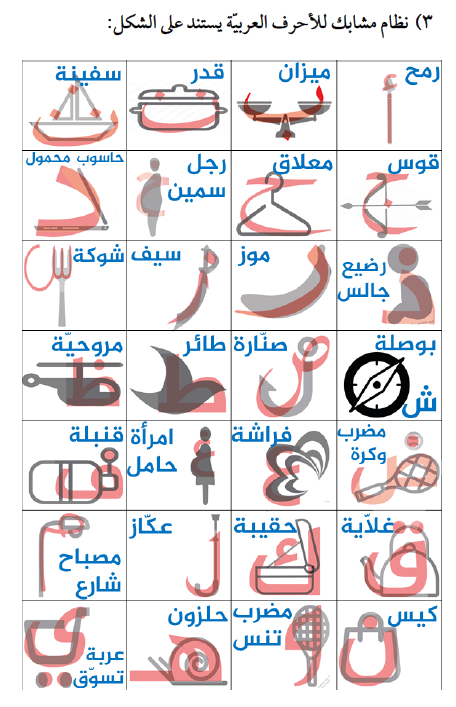 ٣) نظام مشابك للأحرف العربيّة يستند على الشكل:
رمح
ميزان
قدر
سفينة
قوس
معلاق
رجل
سمين
حاسوب محمول
رضيع
جالس
موز
سيف
شوكة
بوصلة
ش
صنّارة
طائر
مروحيّة
مضرب
وكرة
فراشة
امرأة
حامل
قنبلة
غلاّية
حقيبة
عكّاز
مصباح
شارع
كيس
مضرب
تنس
حلزون
عربة
تسوّق